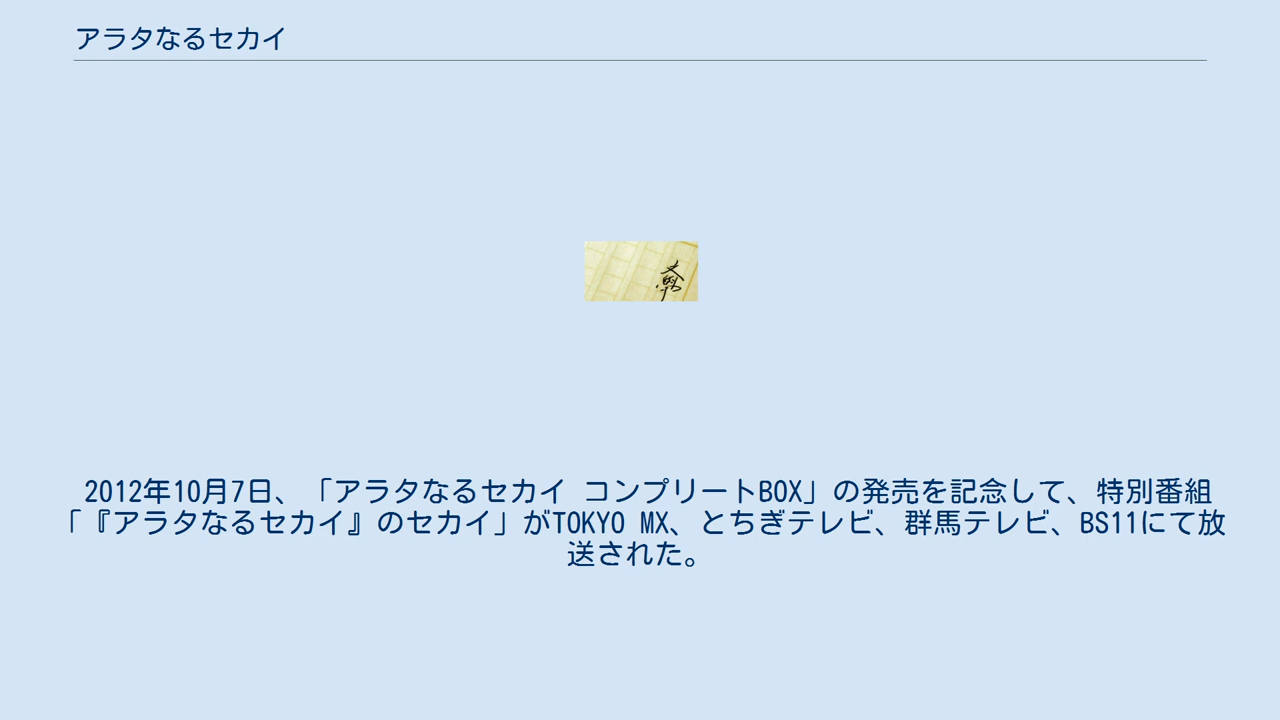 アラタなるセカイ
2012年10月7日、「アラタなるセカイ コンプリートBOX」の発売を記念して、特別番組
「『アラタなるセカイ』のセカイ」がTOKYO MX、とちぎテレビ、群馬テレビ、BS11にて放
送された。